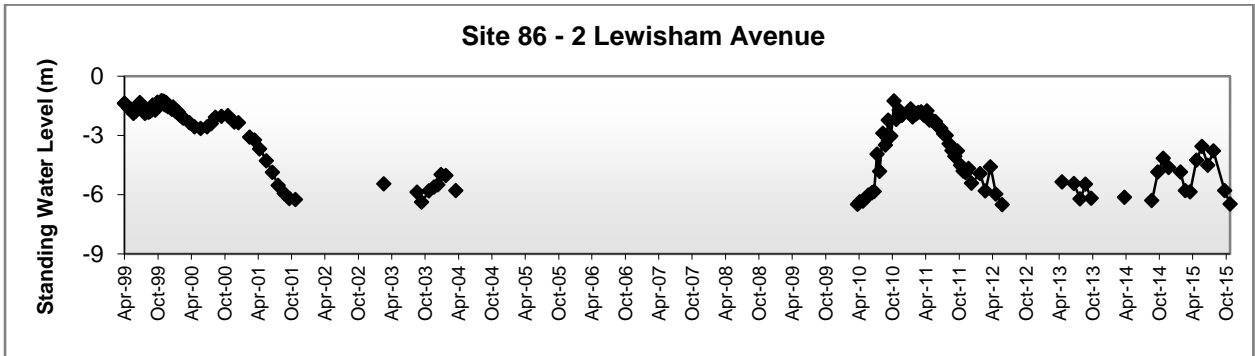 Site 86 - 2 Lewisham Avenue
Standing Water Level (m)
0
-3
-6
-9
Apr-99
Oct-99
Apr-00
Oct-00
Apr-01
Oct-01
Apr-02
Oct-02
Apr-03
Oct-03
Apr-04
Oct-04
Apr-05
Oct-05
Apr-06
Oct-06
Apr-07
Oct-07
Apr-08
Oct-08
Apr-09
Oct-09
Apr-10
Oct-10
Apr-11
Oct-11
Apr-12
Oct-12
Apr-13
Oct-13
Apr-14
Oct-14
Apr-15
Oct-15